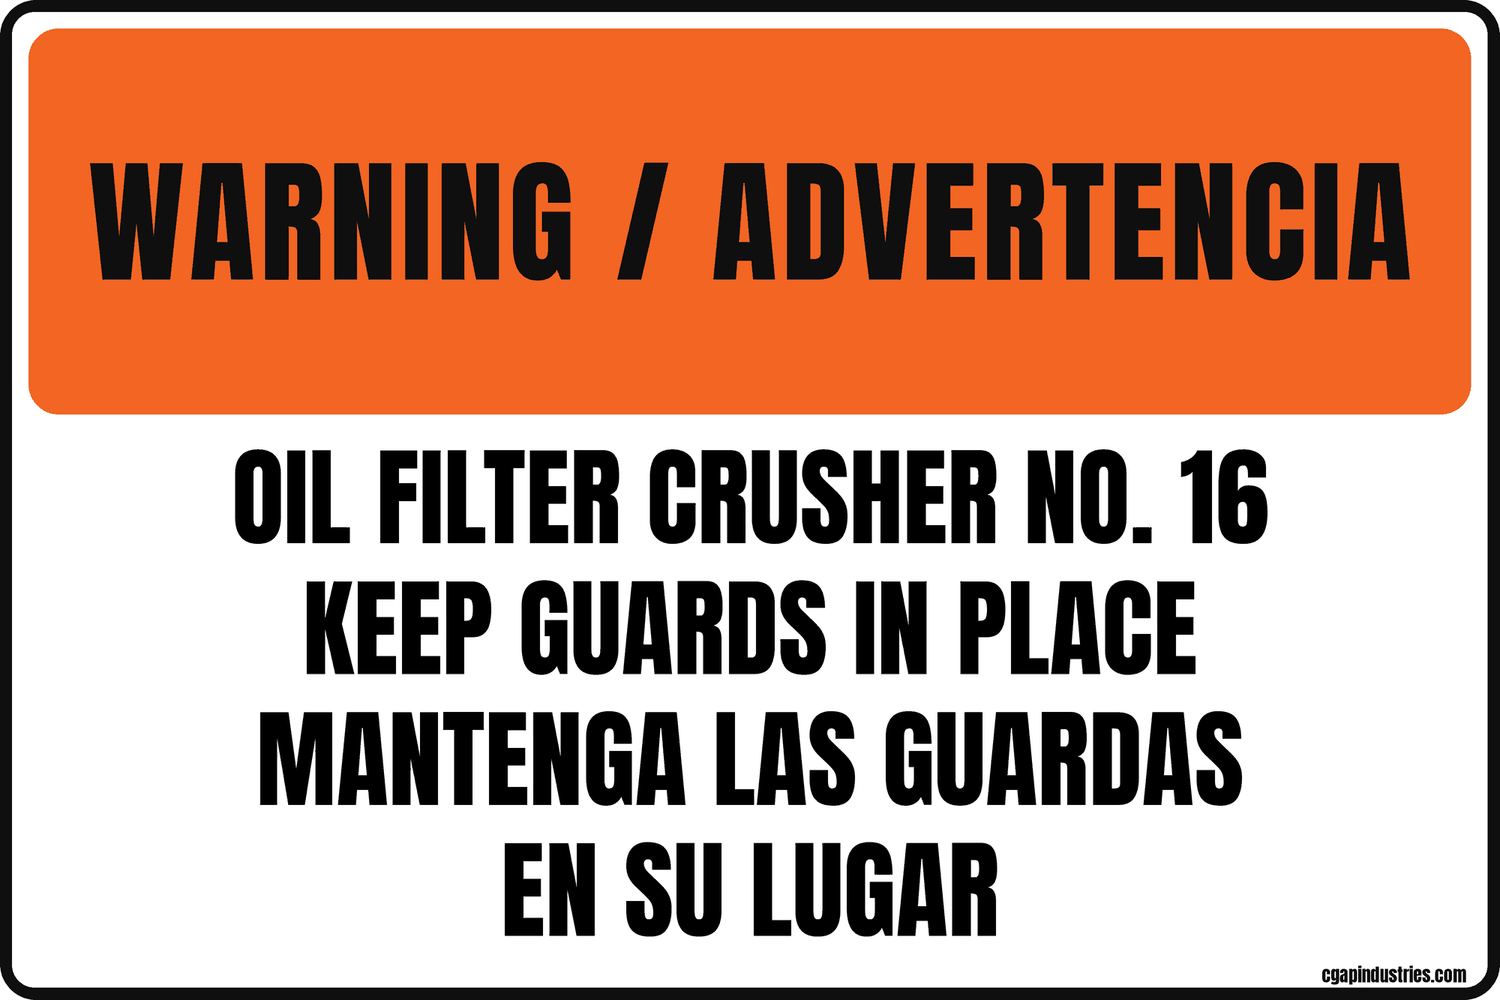 WARNING / ADVERTENCIA
OIL FILTER CRUSHER NO. 16
KEEP GUARDS IN PLACE
MANTENGA LAS GUARDAS
EN SU LUGAR
cgapindustries.com